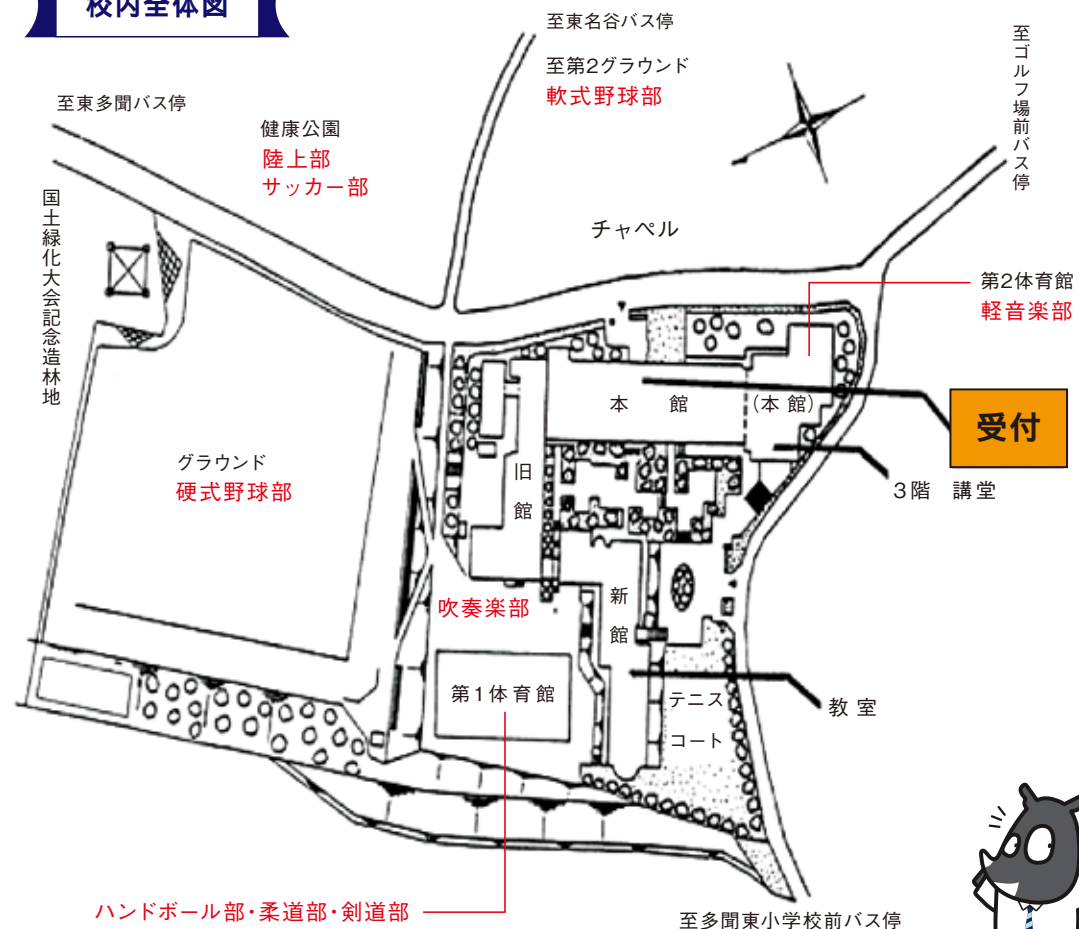 校内全体図
至東名谷バス停
至第2グラウンド
軟式野球部
至ゴルフ場前バス停
至東多聞バス停
健康公園
陸上部
サッカー部
国土緑化大会記念造林地
チャペル
第2体育館
軽音楽部
本館
(本館)
受付
グラウンド
硬式野球部
旧館
3階 講堂
吹奏楽部
新館
第1体育館
テニス
コート
教室
ハンドボール部・柔道部・剣道部
至多聞東小学校前バス停